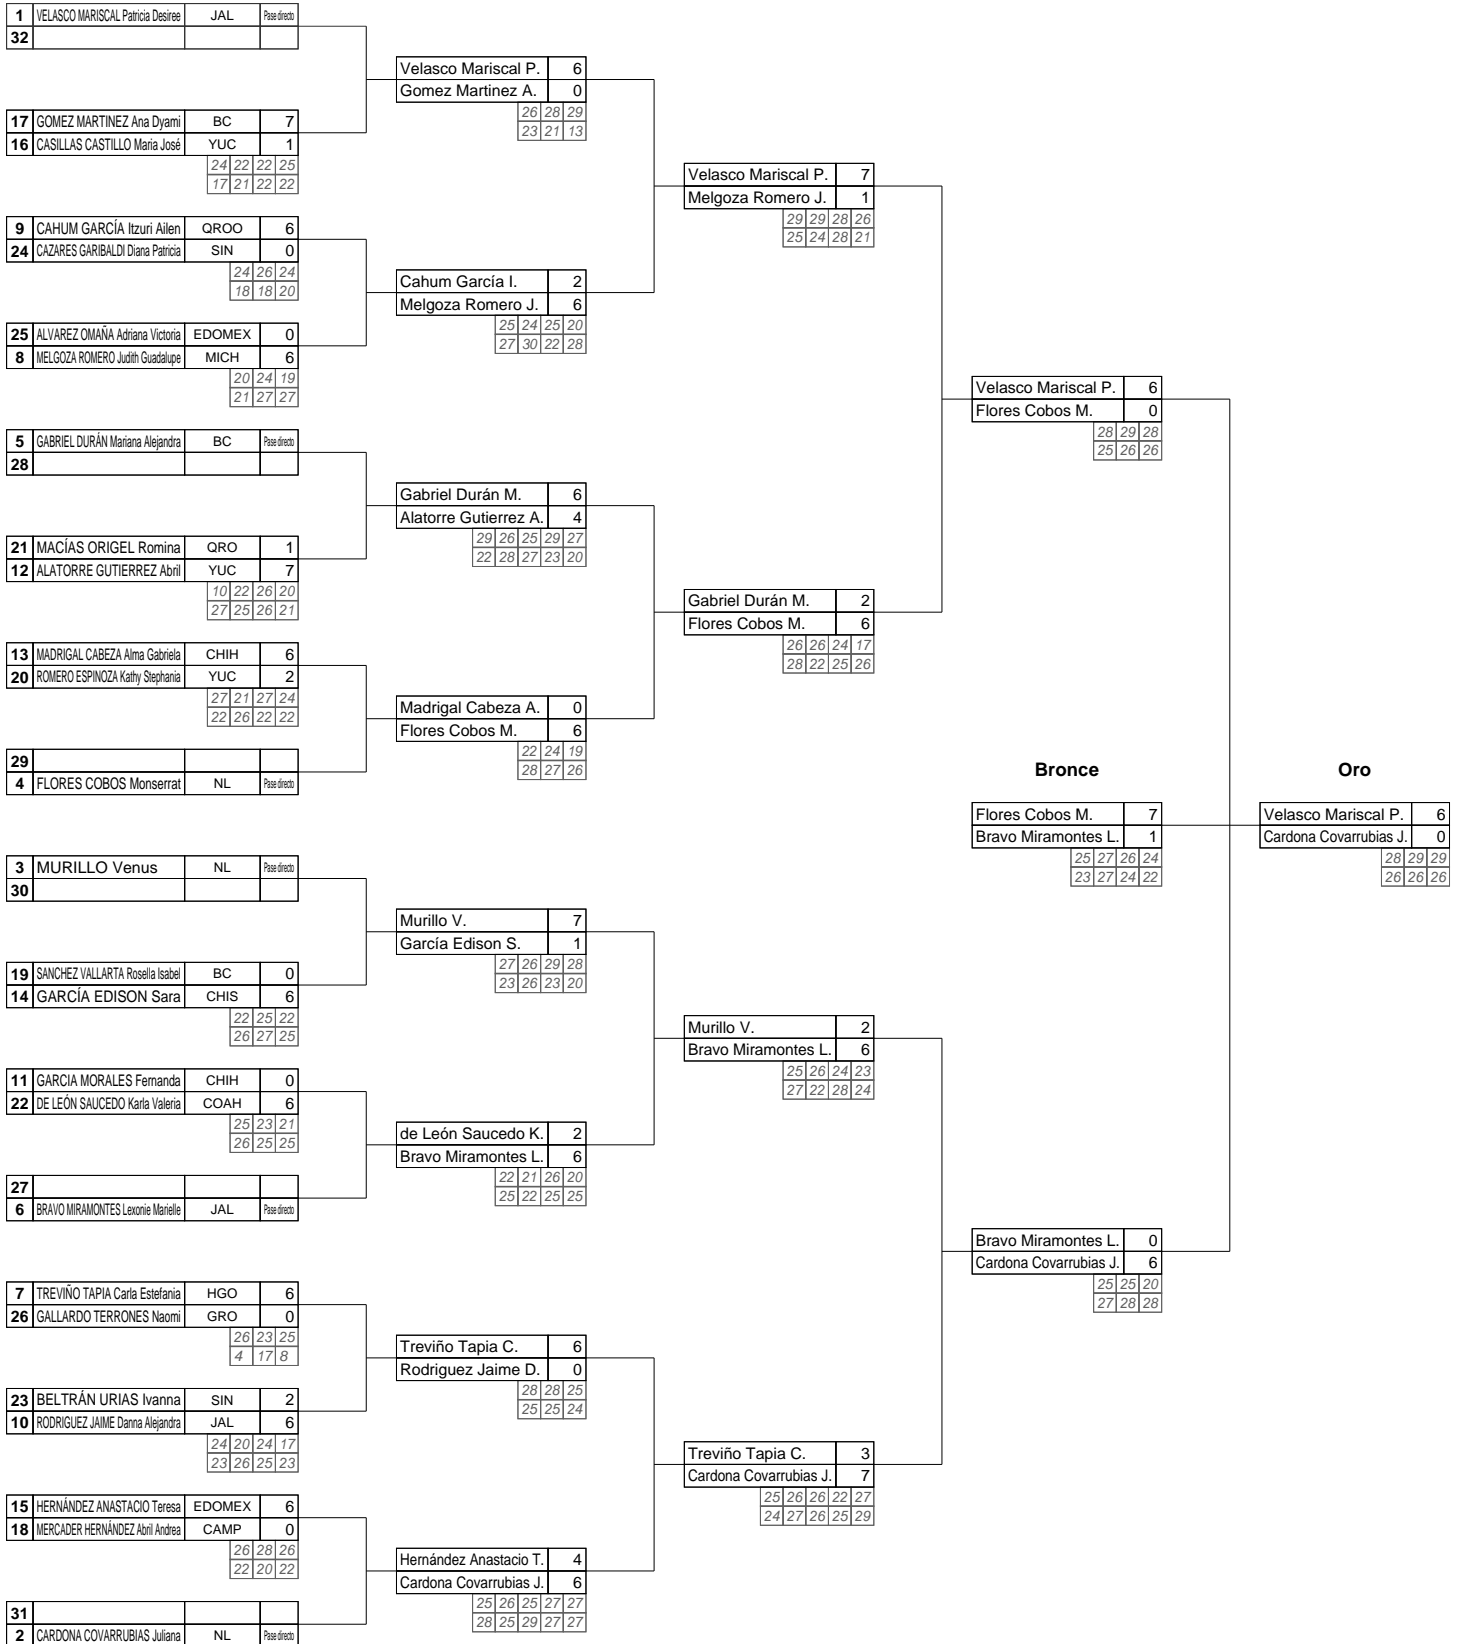 1 VELASCO MARISCAL Patricia Desiree JAL Pase directo
32
17 GOMEZ MARTINEZ Ana Dyami BC 7
16 CASILLAS CASTILLO Maria José YUC 1
24 22 22 25
17 21 22 22
9 CAHUM GARCÍA Itzuri Ailen QROO 6
24 CAZARES GARIBALDI Diana Patricia SIN 0
24 26 24
18 18 20
25 ALVAREZ OMAÑA Adriana Victoria EDOMEX 0
8 MELGOZA ROMERO Judith Guadalupe MICH 6
20 24 19
21 27 27
5 GABRIEL DURÁN Mariana Alejandra BC Pase directo
28
21 MACÍAS ORIGEL Romina QRO 1
12 ALATORRE GUTIERREZ Abril YUC 7
10 22 26 20
27 25 26 21
13 MADRIGAL CABEZA Alma Gabriela CHIH 6
20 ROMERO ESPINOZA Kathy Stephania YUC 2
27 21 27 24
22 26 22 22
29
4 FLORES COBOS Monserrat NL Pase directo
3 MURILLO Venus NL Pase directo
30
19 SANCHEZ VALLARTA Rosella Isabel BC 0
14 GARCÍA EDISON Sara CHIS 6
22 25 22
26 27 25
11 GARCIA MORALES Fernanda CHIH 0
22 DE LEÓN SAUCEDO Karla Valeria COAH 6
25 23 21
26 25 25
27
6 BRAVO MIRAMONTES Lexonie Marielle JAL Pase directo
7 TREVIÑO TAPIA Carla Estefania HGO 6
26 GALLARDO TERRONES Naomi GRO 0
26 23 25
4 17 8
23 BELTRÁN URIAS Ivanna SIN 2
10 RODRIGUEZ JAIME Danna Alejandra JAL 6
24 20 24 17
23 26 25 23
15 HERNÁNDEZ ANASTACIO Teresa EDOMEX 6
18 MERCADER HERNÁNDEZ Abril Andrea CAMP 0
26 28 26
22 20 22
31
2 CARDONA COVARRUBIAS Juliana NL Pase directo
Velasco Mariscal P. 6
Gomez Martinez A. 0
26 28 29
23 21 13
Cahum García I. 2
Melgoza Romero J. 6
25 24 25 20
27 30 22 28
Gabriel Durán M. 6
Alatorre Gutierrez A. 4
29 26 25 29 27
22 28 27 23 20
Madrigal Cabeza A. 0
Flores Cobos M. 6
22 24 19
28 27 26
Murillo V. 7
García Edison S. 1
27 26 29 28
23 26 23 20
de León Saucedo K. 2
Bravo Miramontes L. 6
22 21 26 20
25 22 25 25
Treviño Tapia C. 6
Rodriguez Jaime D. 0
28 28 25
25 25 24
Hernández Anastacio T. 4
Cardona Covarrubias J. 6
25 26 25 27 27
28 25 29 27 27
Velasco Mariscal P. 7
Melgoza Romero J. 1
29 29 28 26
25 24 28 21
Gabriel Durán M. 2
Flores Cobos M. 6
26 26 24 17
28 22 25 26
Murillo V. 2
Bravo Miramontes L. 6
25 26 24 23
27 22 28 24
Treviño Tapia C. 3
Cardona Covarrubias J. 7
25 26 26 22 27
24 27 26 25 29
Velasco Mariscal P. 6
Flores Cobos M. 0
28 29 28
25 26 26
Bravo Miramontes L. 0
Cardona Covarrubias J. 6
25 25 20
27 28 28
Bronce
Flores Cobos M. 7
Bravo Miramontes L. 1
25 27 26 24
23 27 24 22
Oro
Velasco Mariscal P. 6
Cardona Covarrubias J. 0
28 29 29
26 26 26